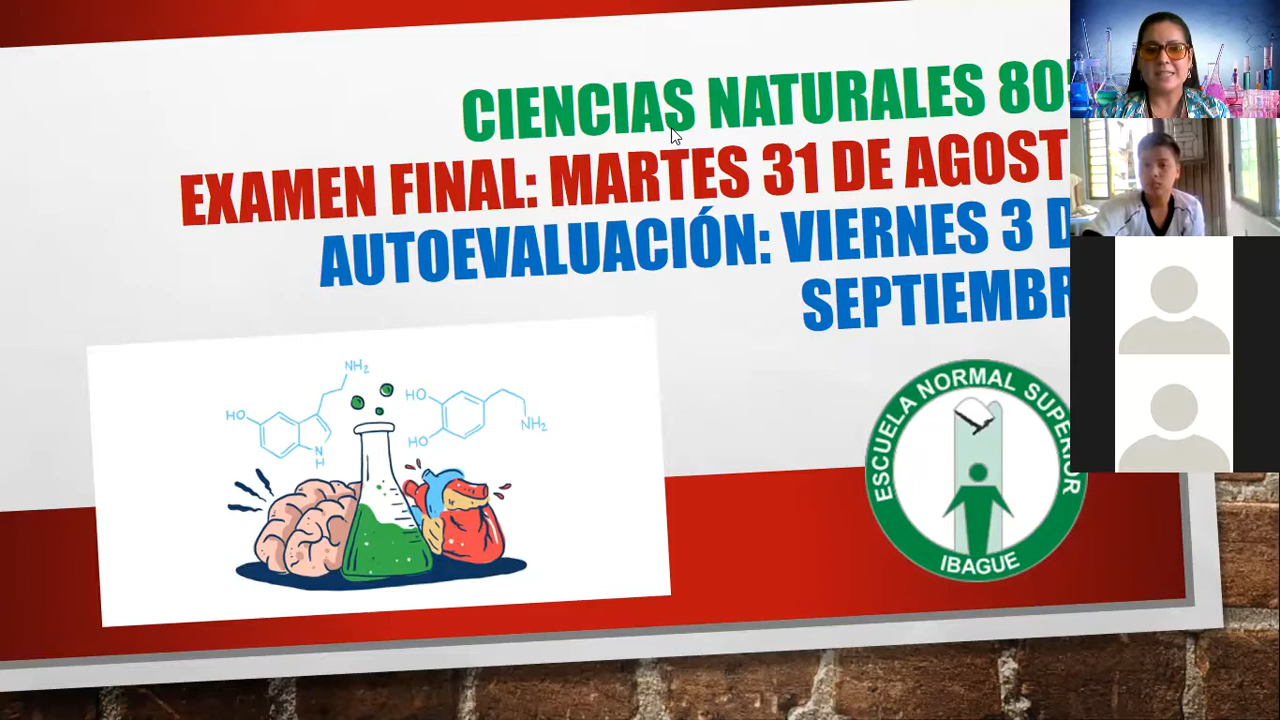 CIENCIAS NATURALES 80
EXAMEN FINAL: MARTES 31 DE AGOST
AUTOEVALUACIÓN: VIERNES 3 D
SEPTIEMBR
NH₂
HO
HO
HO
NH₂
N
H
ESCUELA NORMAL SUPERIOR
IBAGUE